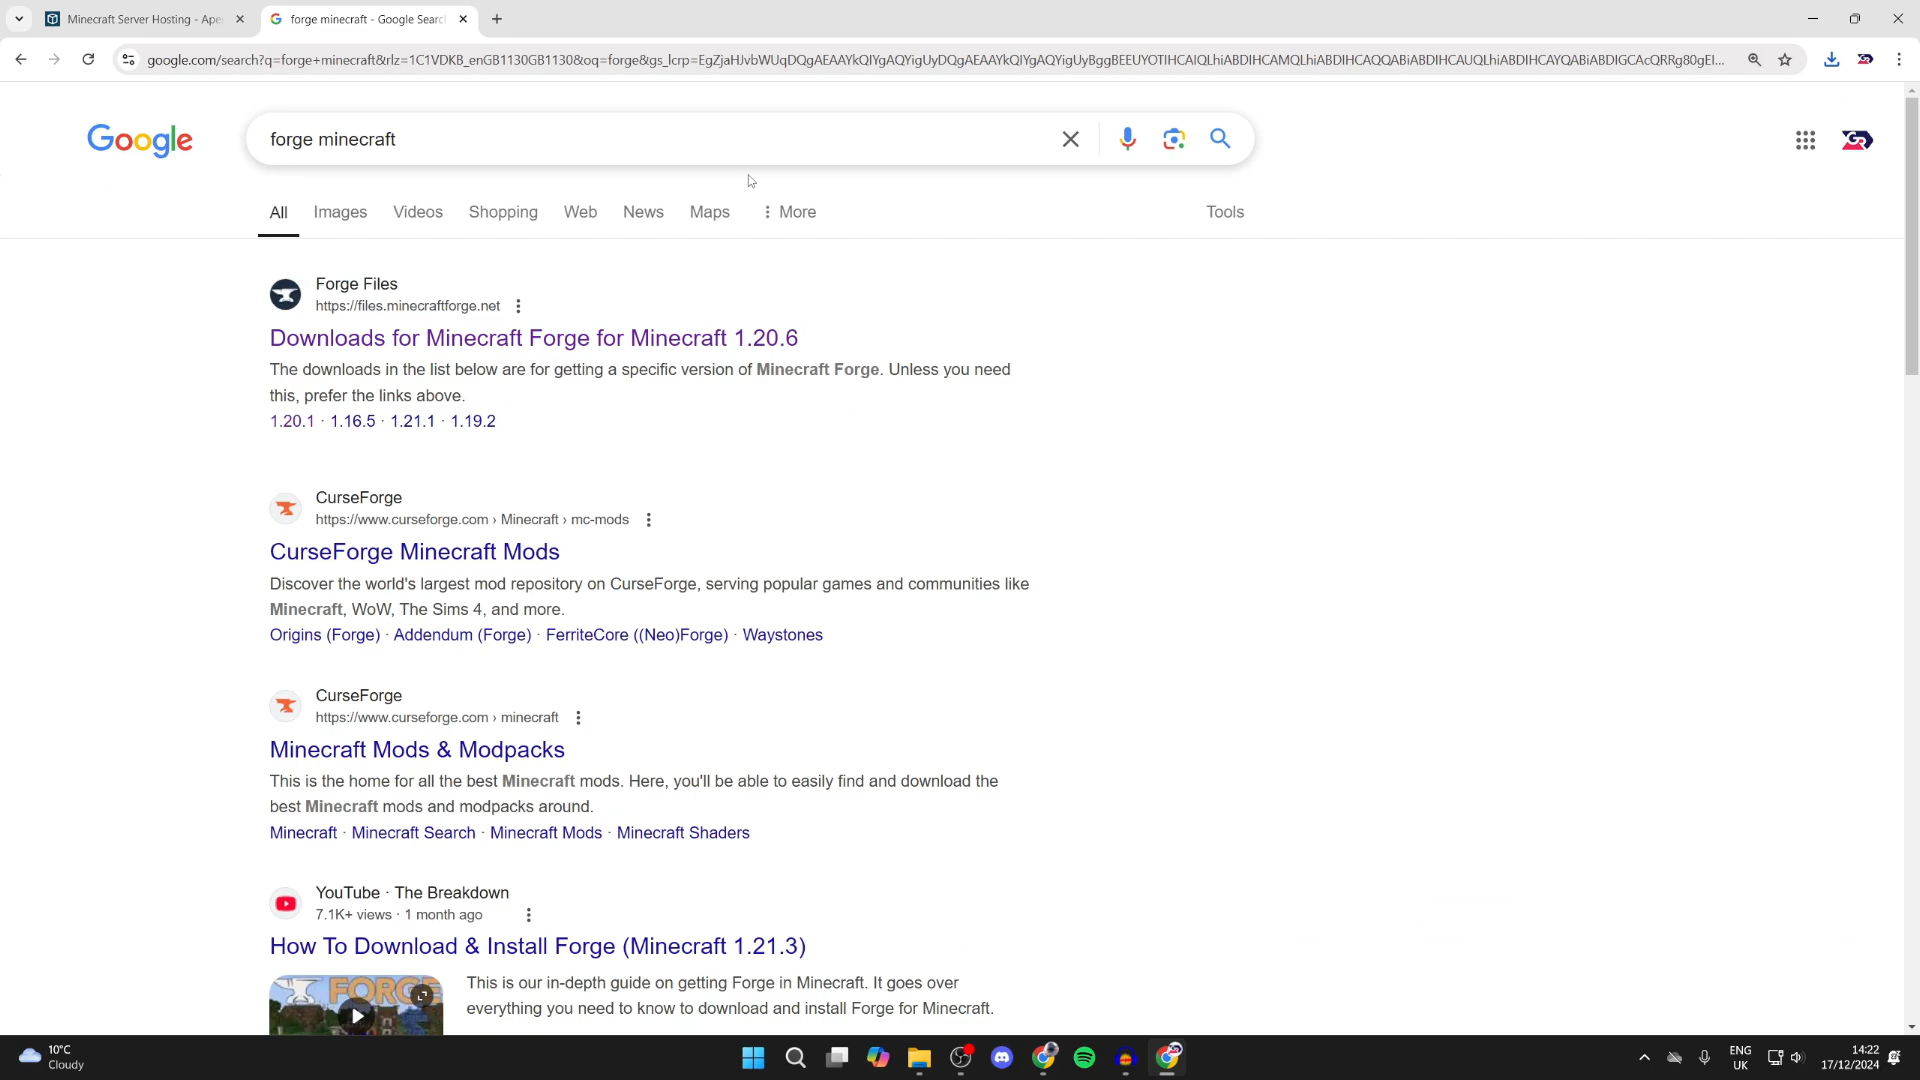 Minecraft Server Hosting - Ape
forge minecraft - Google Searc
google.com/search?q=forge+minecraft&rlz=1C1VDKB_enGB1130GB1130&oq=forge&gs_lcrp=EgZjaHJvbWUqDQgAEAAYkQIYgAQYigUyDQgAEAAYkQIYgAQYigUyBggBEEUYOTIHCAIQLhiABDIHCAMQLhiABDIHCAQQABiABDIHCAUQLhiABDIHCAYQABiABDIGCAcQRRg80gEI...
Google
forge minecraft
GR
All
Images
Videos
Shopping
Web
News
Maps
More
Tools
Forge Files
https://files.minecraftforge.net
Downloads for Minecraft Forge for Minecraft 1.20.6
The downloads in the list below are for getting a specific version of Minecraft Forge. Unless you need
this, prefer the links above.
1.20.1 · 1.16.5 · 1.21.1 · 1.19.2
CurseForge
https://www.curseforge.com › Minecraft › mc-mods
CurseForge Minecraft Mods
Discover the world's largest mod repository on CurseForge, serving popular games and communities like
Minecraft, WoW, The Sims 4, and more.
Origins (Forge) · Addendum (Forge) · FerriteCore ((Neo)Forge) · Waystones
CurseForge
https://www.curseforge.com › minecraft
Minecraft Mods & Modpacks
This is the home for all the best Minecraft mods. Here, you'll be able to easily find and download the
best Minecraft mods and modpacks around.
Minecraft · Minecraft Search · Minecraft Mods · Minecraft Shaders
YouTube · The Breakdown
7.1K+ views · 1 month ago
How To Download & Install Forge (Minecraft 1.21.3)
FORGE
This is our in-depth guide on getting Forge in Minecraft. It goes over
everything you need to know to download and install Forge for Minecraft.
10°C
Cloudy
ENG
UK
14:22
17/12/2024